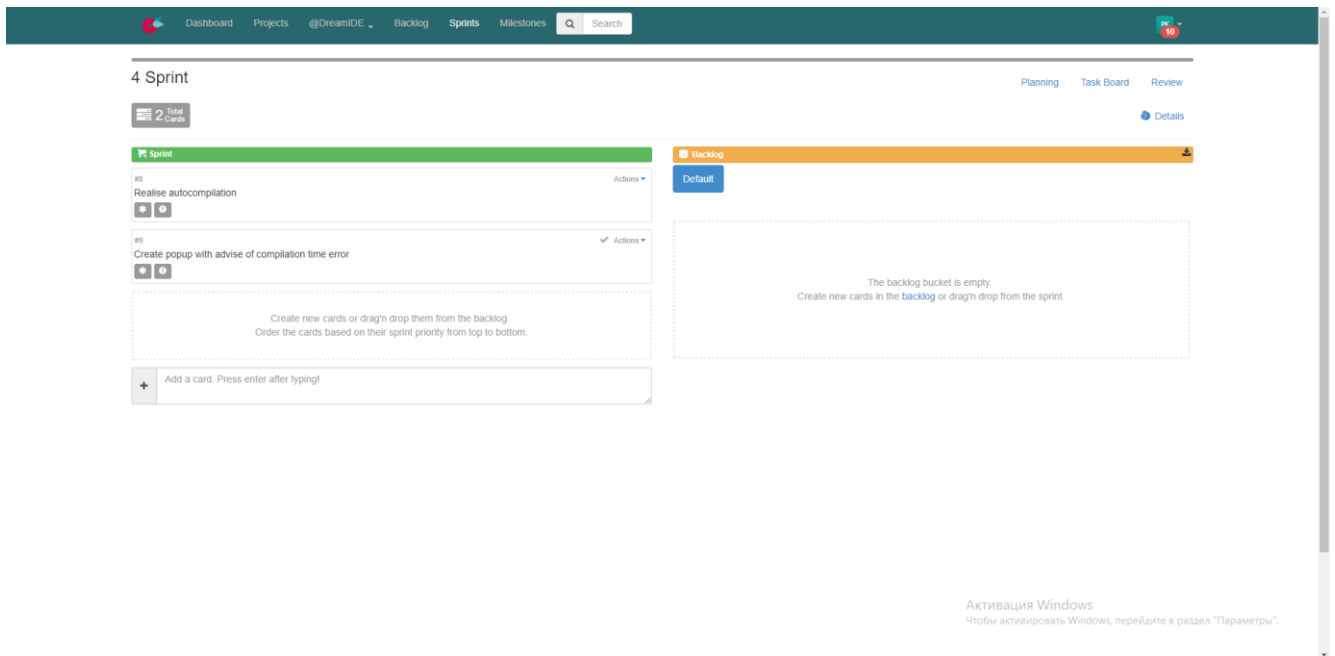 Dashboard Projects @DreamIDE Backlog Sprints Milestones Search
10
4 Sprint
Planning Task Board Review
2 Total Cards
Details
Sprint
Actions
Realise autocompilation
#9 Actions
Create popup with advise of compilation time error
Create new cards or drag'n drop them from the backlog.
Order the cards based on their sprint priority from top to bottom.
Add a card. Press enter after typing!
Backlog
Default
The backlog bucket is empty.
Create new cards in the backlog or drag'n drop from the sprint.
Активация Windows
Чтобы активировать Windows, перейдите в раздел "Параметры".